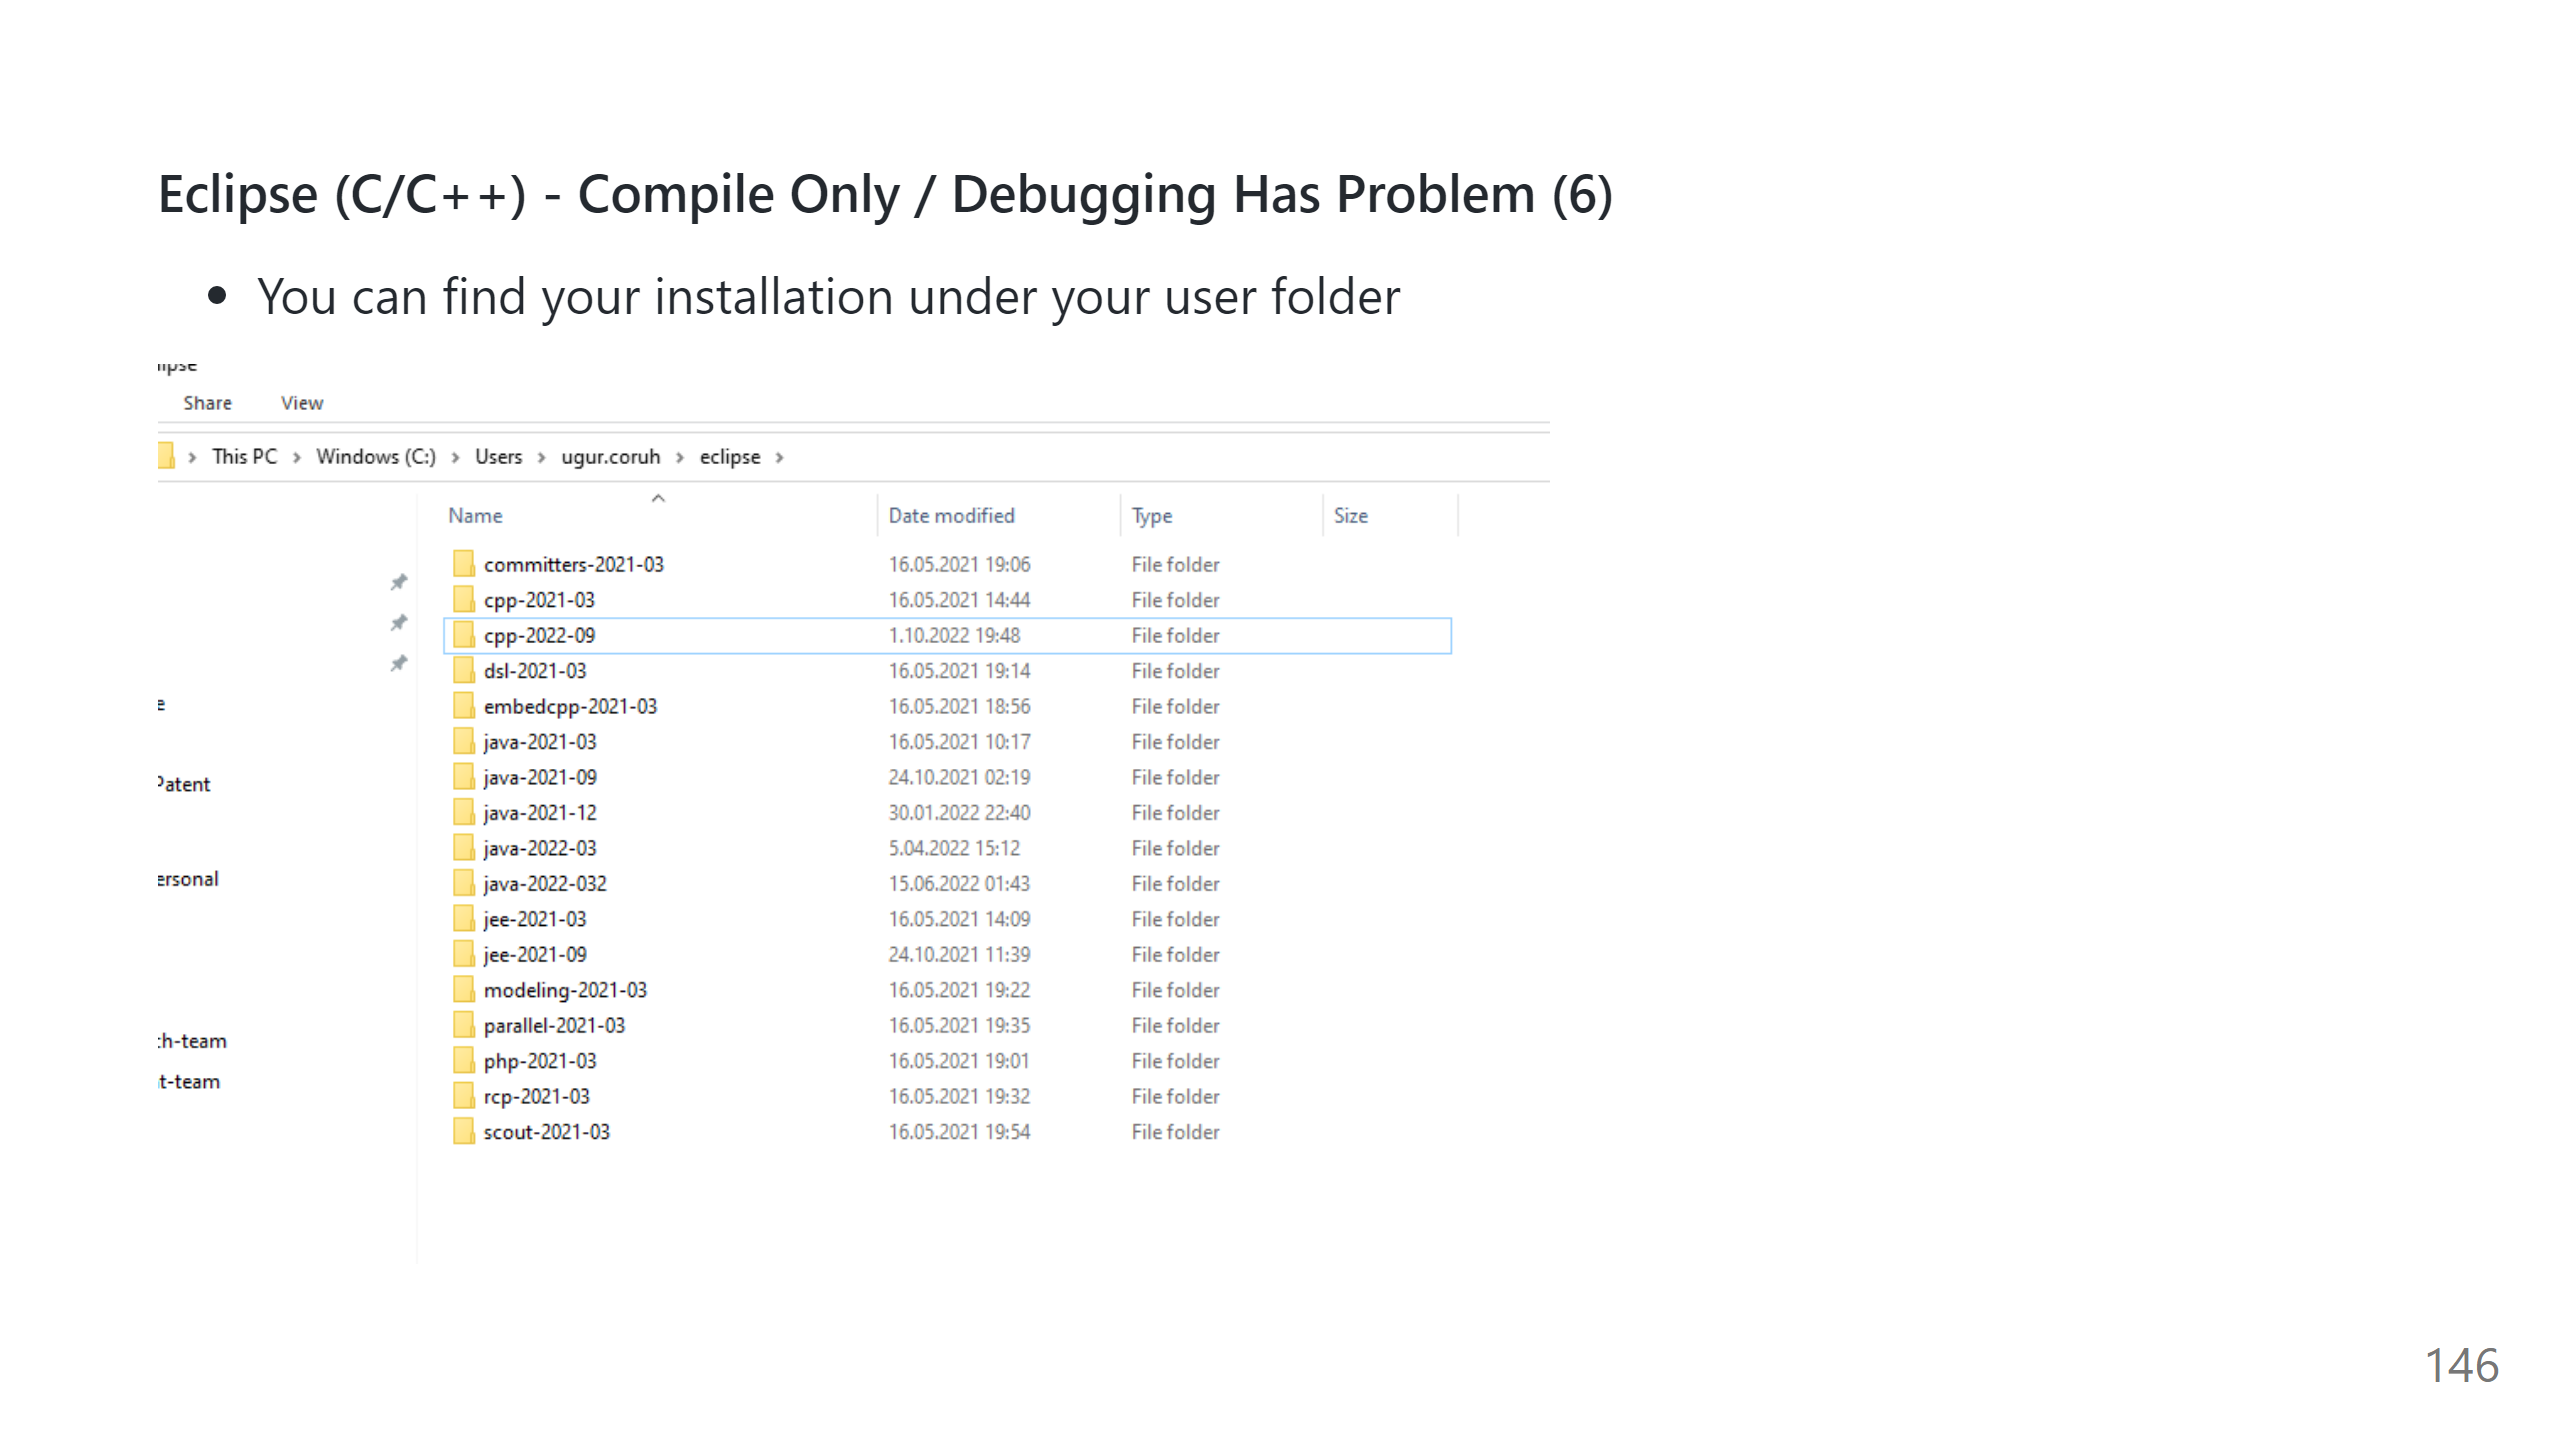 Eclipse (C/C++) - Compile Only / Debugging Has Problem (6)
• You can find your installation under your user folder
Share View
This PC > Windows (C:) > Users > ugur.coruh > eclipse >
Name Date modified Type Size
committers-2021-03 16.05.2021 19:06 File folder
cpp-2021-03 16.05.2021 14:44 File folder
cpp-2022-09 1.10.2022 19:48 File folder
dsl-2021-03 16.05.2021 19:14 File folder
embedcpp-2021-03 16.05.2021 18:56 File folder
java-2021-03 16.05.2021 10:17 File folder
java-2021-09 24.10.2021 02:19 File folder
java-2021-12 30.01.2022 22:40 File folder
java-2022-03 5.04.2022 15:12 File folder
java-2022-032 15.06.2022 01:43 File folder
jee-2021-03 16.05.2021 14:09 File folder
jee-2021-09 24.10.2021 11:39 File folder
modeling-2021-03 16.05.2021 19:22 File folder
parallel-2021-03 16.05.2021 19:35 File folder
php-2021-03 16.05.2021 19:01 File folder
rcp-2021-03 16.05.2021 19:32 File folder
scout-2021-03 16.05.2021 19:54 File folder
e
Patent
ersonal
h-team
t-team
146